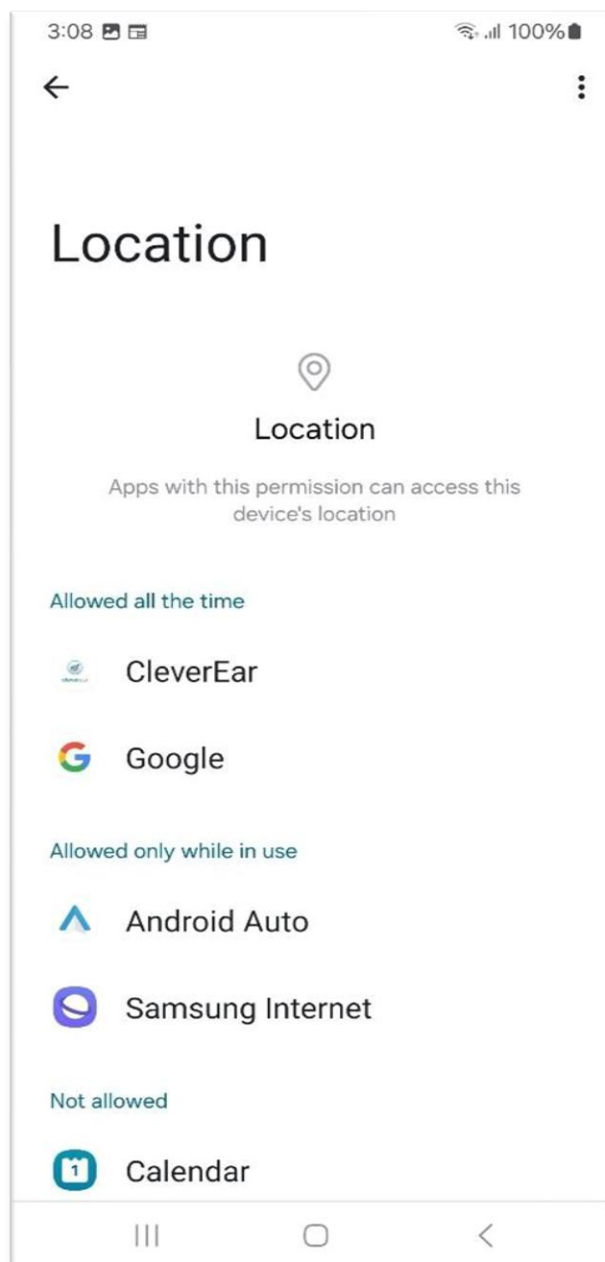 3:08
100%
Location
Location
Apps with this permission can access this
device's location
Allowed all the time
CleverEar
Google
Allowed only while in use
Android Auto
Samsung Internet
Not allowed
1
Calendar